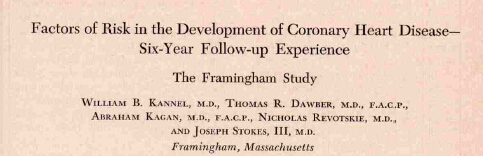 Factors of Risk in the Development of Coronary Heart Disease—
Six-Year Follow-up Experience
The Framingham Study
WILLIAM B. KANNEL, M.D., THOMAS R. DAWBER, M.D., F.A.C.P.,
ABRAHAM KAGAN, M.D., F.A.C.P., NICHOLAS REVOTSKIE, M.D.,
AND JOSEPH STOKES, III, M.D.
Framingham, Massachusetts